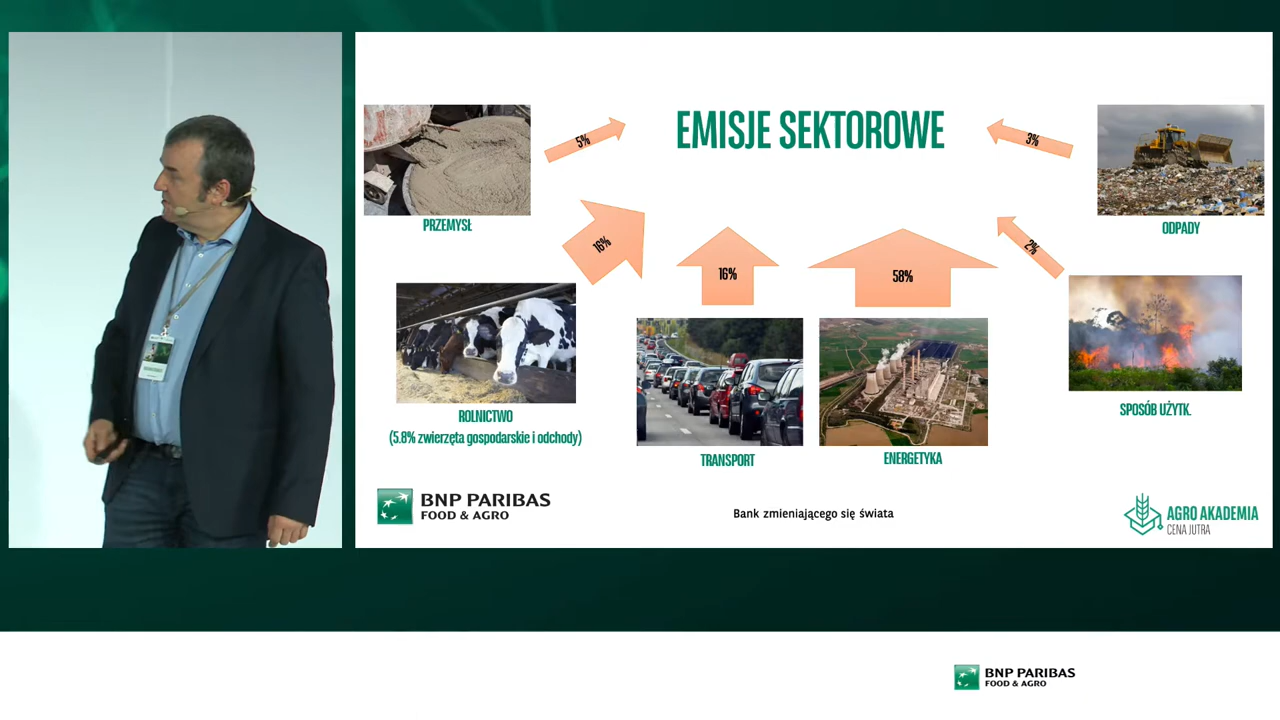 EMISJE SEKTOROWE
5%
3%
PRZEMYSŁ
ODPADY
16%
16%
58%
2%
ROLNICTWO
(5.8% zwierzęta gospodarskie i odchody)
TRANSPORT
ENERGETYKA
SPOSÓB UŻYTK.
BNP PARIBAS
FOOD & AGRO
Bank zmieniającego się świata
AGRO AKADEMIA
CENA JUTRA
BNP PARIBAS
FOOD & AGRO